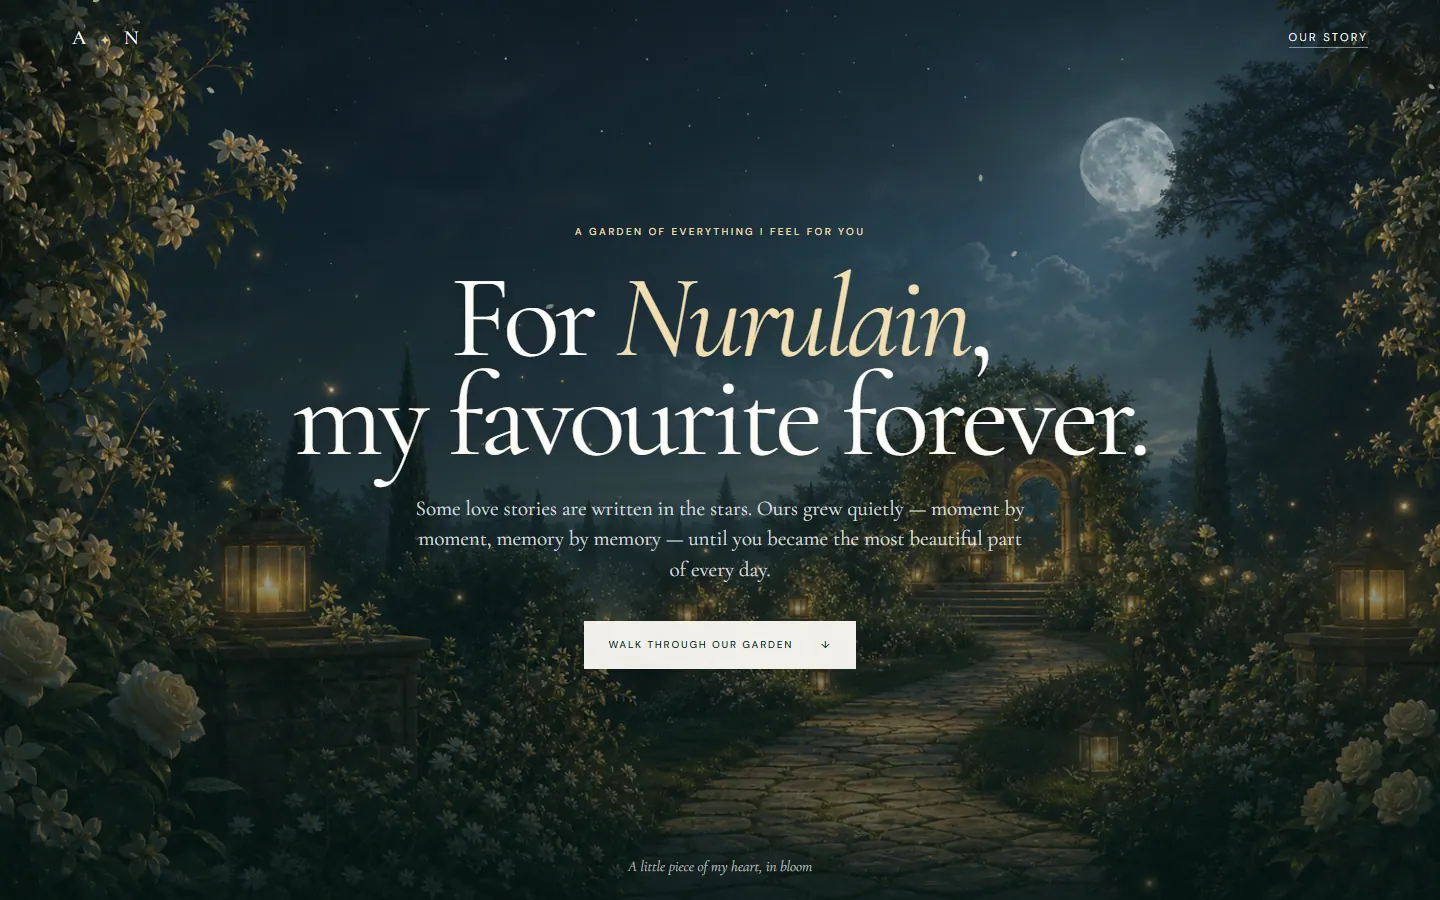 A ✦ N
OUR STORY
A GARDEN OF EVERYTHING I FEEL FOR YOU
For Nurulain,
my favourite forever.
Some love stories are written in the stars. Ours grew quietly — moment by
moment, memory by memory — until you became the most beautiful part
of every day.
WALK THROUGH OUR GARDEN ↓
A little piece of my heart, in bloom